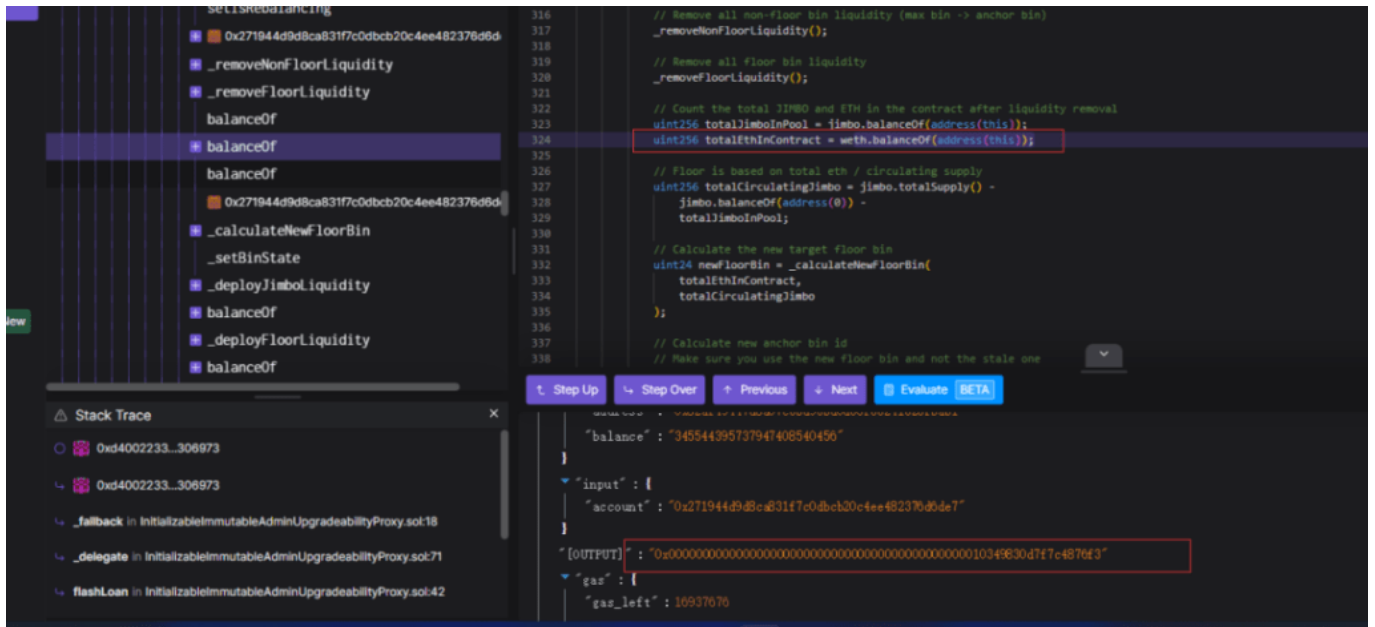 setIsRebalancing
0x271944d9d8ca831f7c0dbcb20c4ee482376d6d
_removeNonFloorLiquidity
_removeFloorLiquidity
balanceOf
balanceOf
balanceOf
0x271944d9d8ca831f7c0dbcb20c4ee482376d6d
_calculateNewFloorBin
_setBinState
_deployJimboLiquidity
balanceOf
_deployFloorLiquidity
balanceOf
New
316 // Remove all non-floor bin liquidity (max bin -> anchor bin)
317 _removeNonFloorLiquidity();
318
319 // Remove all floor bin liquidity
320 _removeFloorLiquidity();
321
322 // Count the total JIMBO and ETH in the contract after liquidity removal
323 uint256 totalJimboInPool = jimbo.balanceOf(address(this));
324 uint256 totalEthInContract = weth.balanceOf(address(this));
325
326 // Floor is based on total eth / circulating supply
327 uint256 totalCirculatingJimbo = jimbo.totalSupply() -
328 jimbo.balanceOf(address(0)) -
329 totalJimboInPool;
330
331 // Calculate the new target floor bin
332 uint24 newFloorBin = _calculateNewFloorBin(
333 totalEthInContract,
334 totalCirculatingJimbo
335 );
336
337 // Calculate new anchor bin id
338 // Make sure you use the new floor bin and not the stale one
Step Up Step Over Previous Next Evaluate BETA
Stack Trace
0xd4002233...306973
0xd4002233...306973
_fallback in InitializableImmutableAdminUpgradeabilityProxy.sol:18
_delegate in InitializableImmutableAdminUpgradeabilityProxy.sol:71
flashLoan in InitializableImmutableAdminUpgradeabilityProxy.sol:42
"balance" : "345544395737947408540456"
}
"input" : {
"account" : "0x271944d9d8ca831f7c0dbcb20c4ee482376d6de7"
}
"[OUTPUT]" : "0x00000000000000000000000000000000000000000000010349830d7f7c4876f3"
"gas" : {
"gas_left" : 16937676